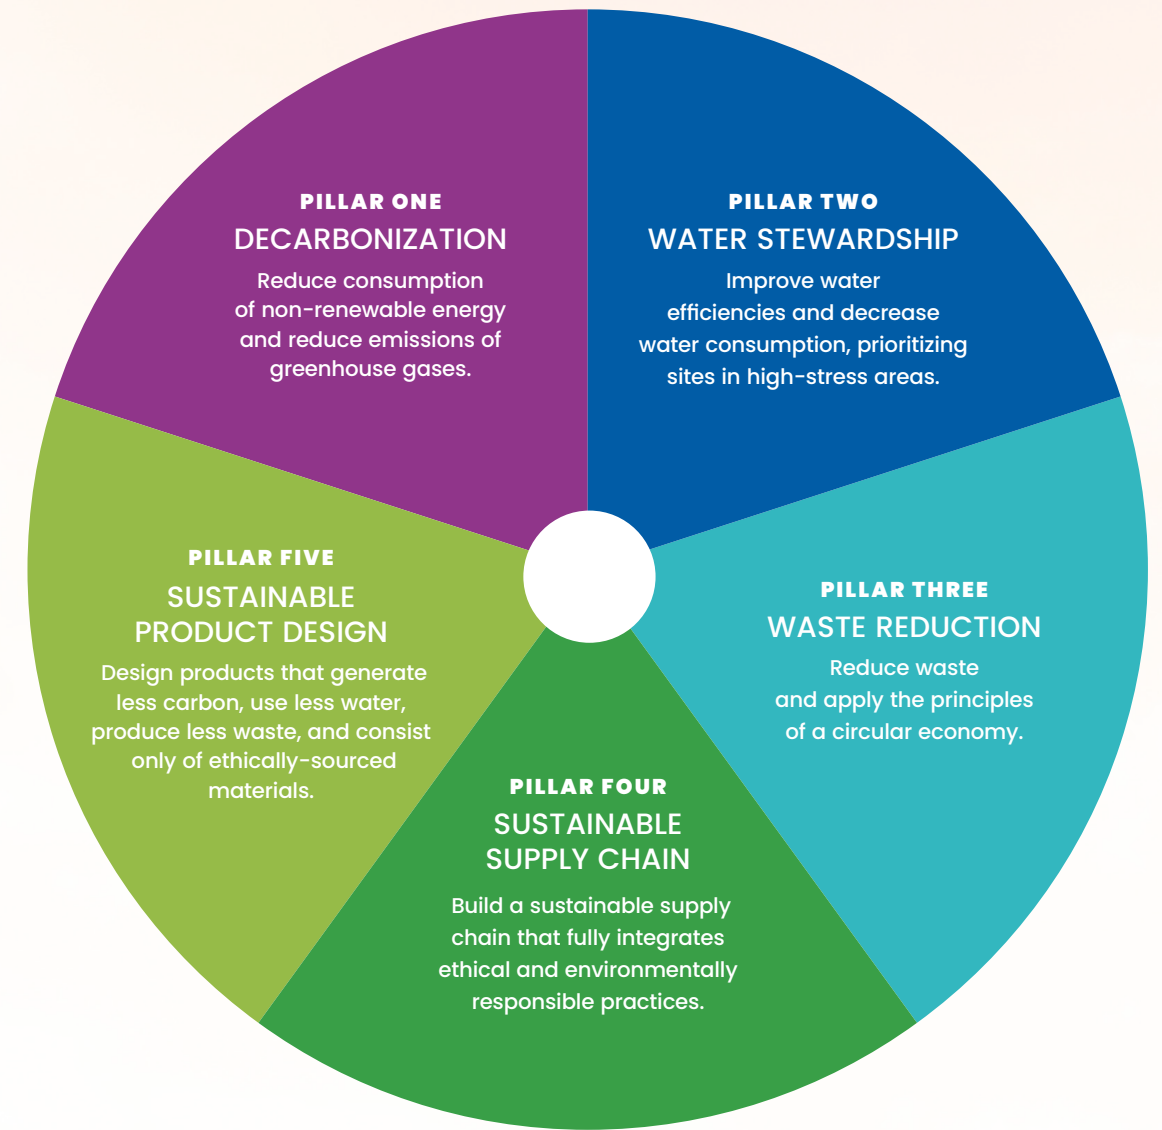 PILLAR ONE
DECARBONIZATION
Reduce consumption
of non-renewable energy
and reduce emissions of
greenhouse gases.
PILLAR TWO
WATER STEWARDSHIP
Improve water
efficiencies and decrease
water consumption, prioritizing
sites in high-stress areas.
PILLAR THREE
WASTE REDUCTION
Reduce waste
and apply the principles
of a circular economy.
PILLAR FOUR
SUSTAINABLE
SUPPLY CHAIN
Build a sustainable supply
chain that fully integrates
ethical and environmentally
responsible practices.
PILLAR FIVE
SUSTAINABLE
PRODUCT DESIGN
Design products that generate
less carbon, use less water,
produce less waste, and consist
only of ethically-sourced
materials.